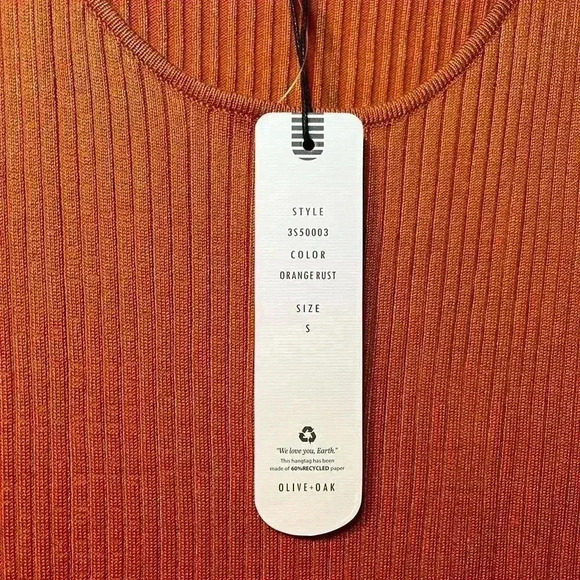 STYLE
3S50003
COLOR
ORANGE RUST
SIZE
S
"We love you, Earth."
This hangtag has been
made of 60%RECYCLED paper
OLIVE+OAK